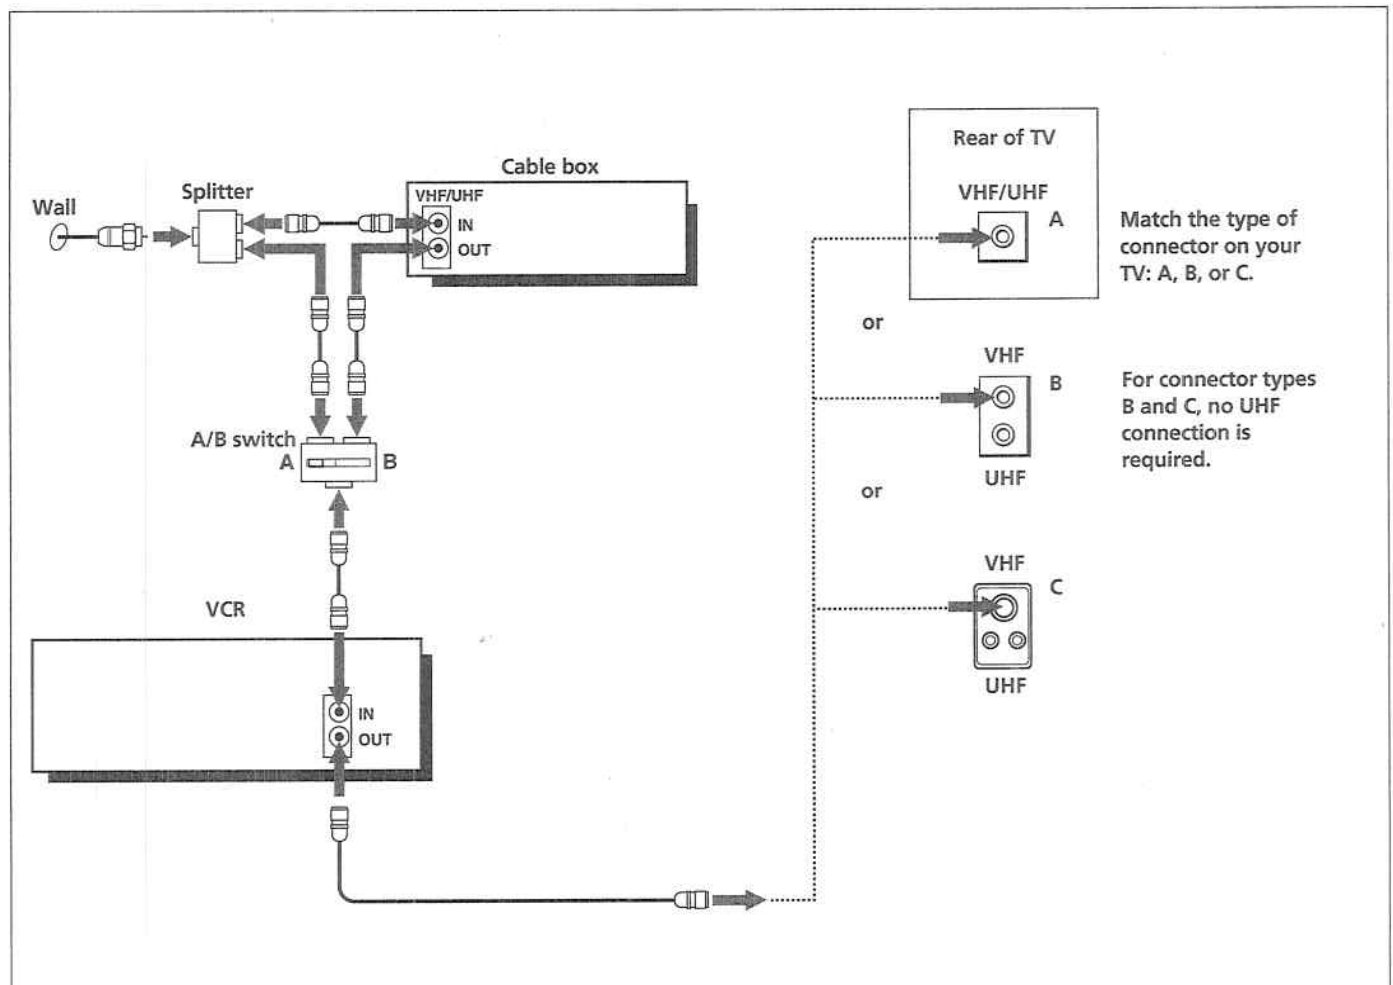 Cable box
Splitter
Wall
VHF/UHF
IN
OUT
A/B switch
A
B
VCR
IN
OUT
Rear of TV
VHF/UHF
A
Match the type of
connector on your
TV: A, B, or C.
or
VHF
B
UHF
For connector types
B and C, no UHF
connection is
required.
or
VHF
C
UHF